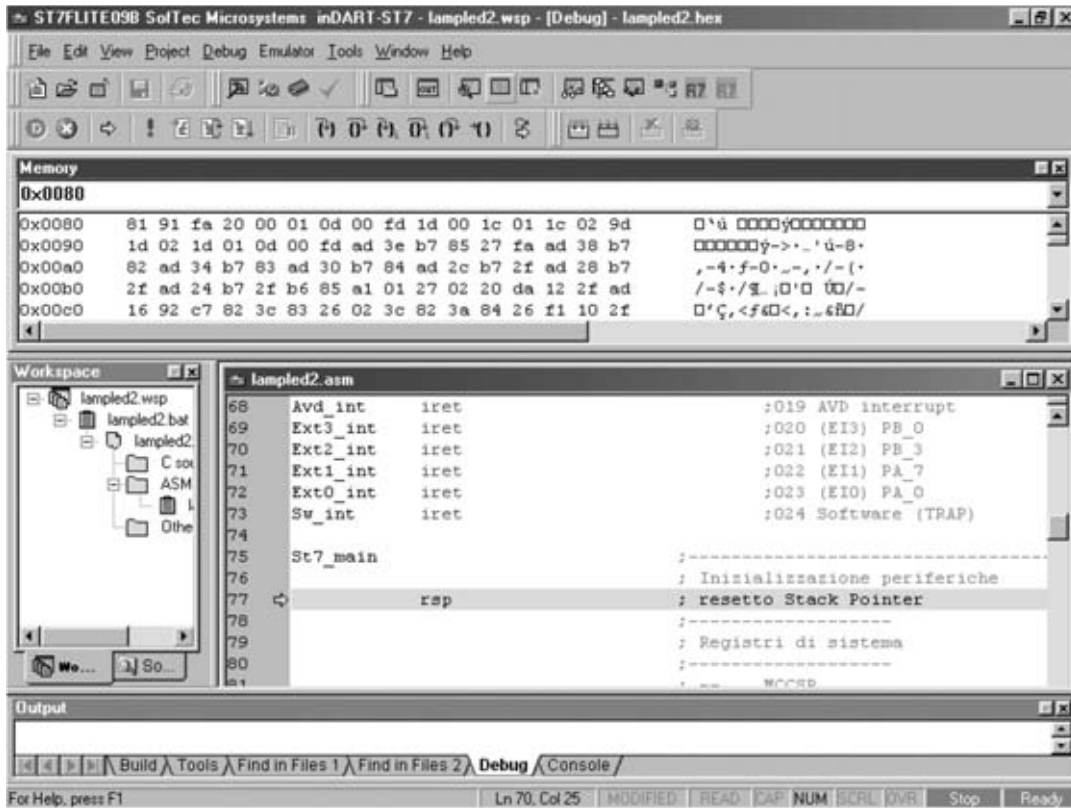 ST7FLITE09B SofTec Microsystems inDART-ST7 - lampled2.wsp - [Debug] - lampled2.hex
File Edit View Project Debug Emulator Tools Window Help
Memory
0x0080
0x0080 81 91 fa 20 00 01 0d 00 fd 1d 00 1c 01 1c 02 9d
0x0090 1d 02 1d 01 0d 00 fd ad 3e b7 85 27 fa ad 38 b7
0x00a0 82 ad 34 b7 83 ad 30 b7 84 ad 2c b7 2f ad 28 b7
0x00b0 2f ad 24 b7 2f b6 85 a1 01 27 02 20 da 12 2f ad
0x00c0 16 92 c7 82 3c 83 26 02 3c 82 3a 84 26 f1 10 2f
Workspace
lampled2.wsp
lampled2.bat
lampled2.
C sou
ASM
Othe
Wo... So...
lampled2.asm
68 Avd_int iret ;019 AVD interrupt
69 Ext3_int iret ;020 (EI3) PB_0
70 Ext2_int iret ;021 (EI2) PB_3
71 Ext1_int iret ;022 (EI1) PA_7
72 Ext0_int iret ;023 (EI0) PA_0
73 Sw_int iret ;024 Software (TRAP)
74
75 St7_main ;---------------------------------
76 ; Inizializzazione periferiche
77 rsp ; resetto Stack Pointer
78 ;-------------------
79 ; Registri di sistema
80 ;-------------------
81 ; -- MCCSR
Output
Build Tools Find in Files 1 Find in Files 2 Debug Console
For Help, press F1 Ln 70, Col 25 MODIFIED READ CAP NUM SCRL OVR Stop Ready